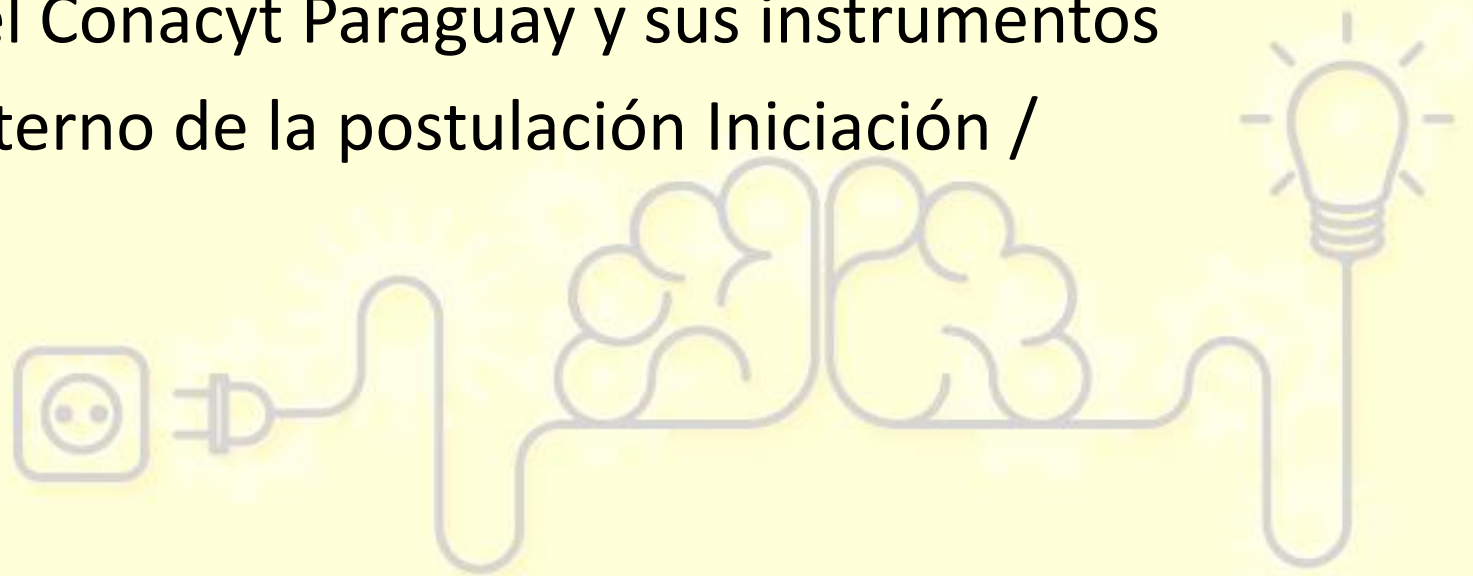 el Conacyt Paraguay y sus instrumentos
terno de la postulación Iniciación /